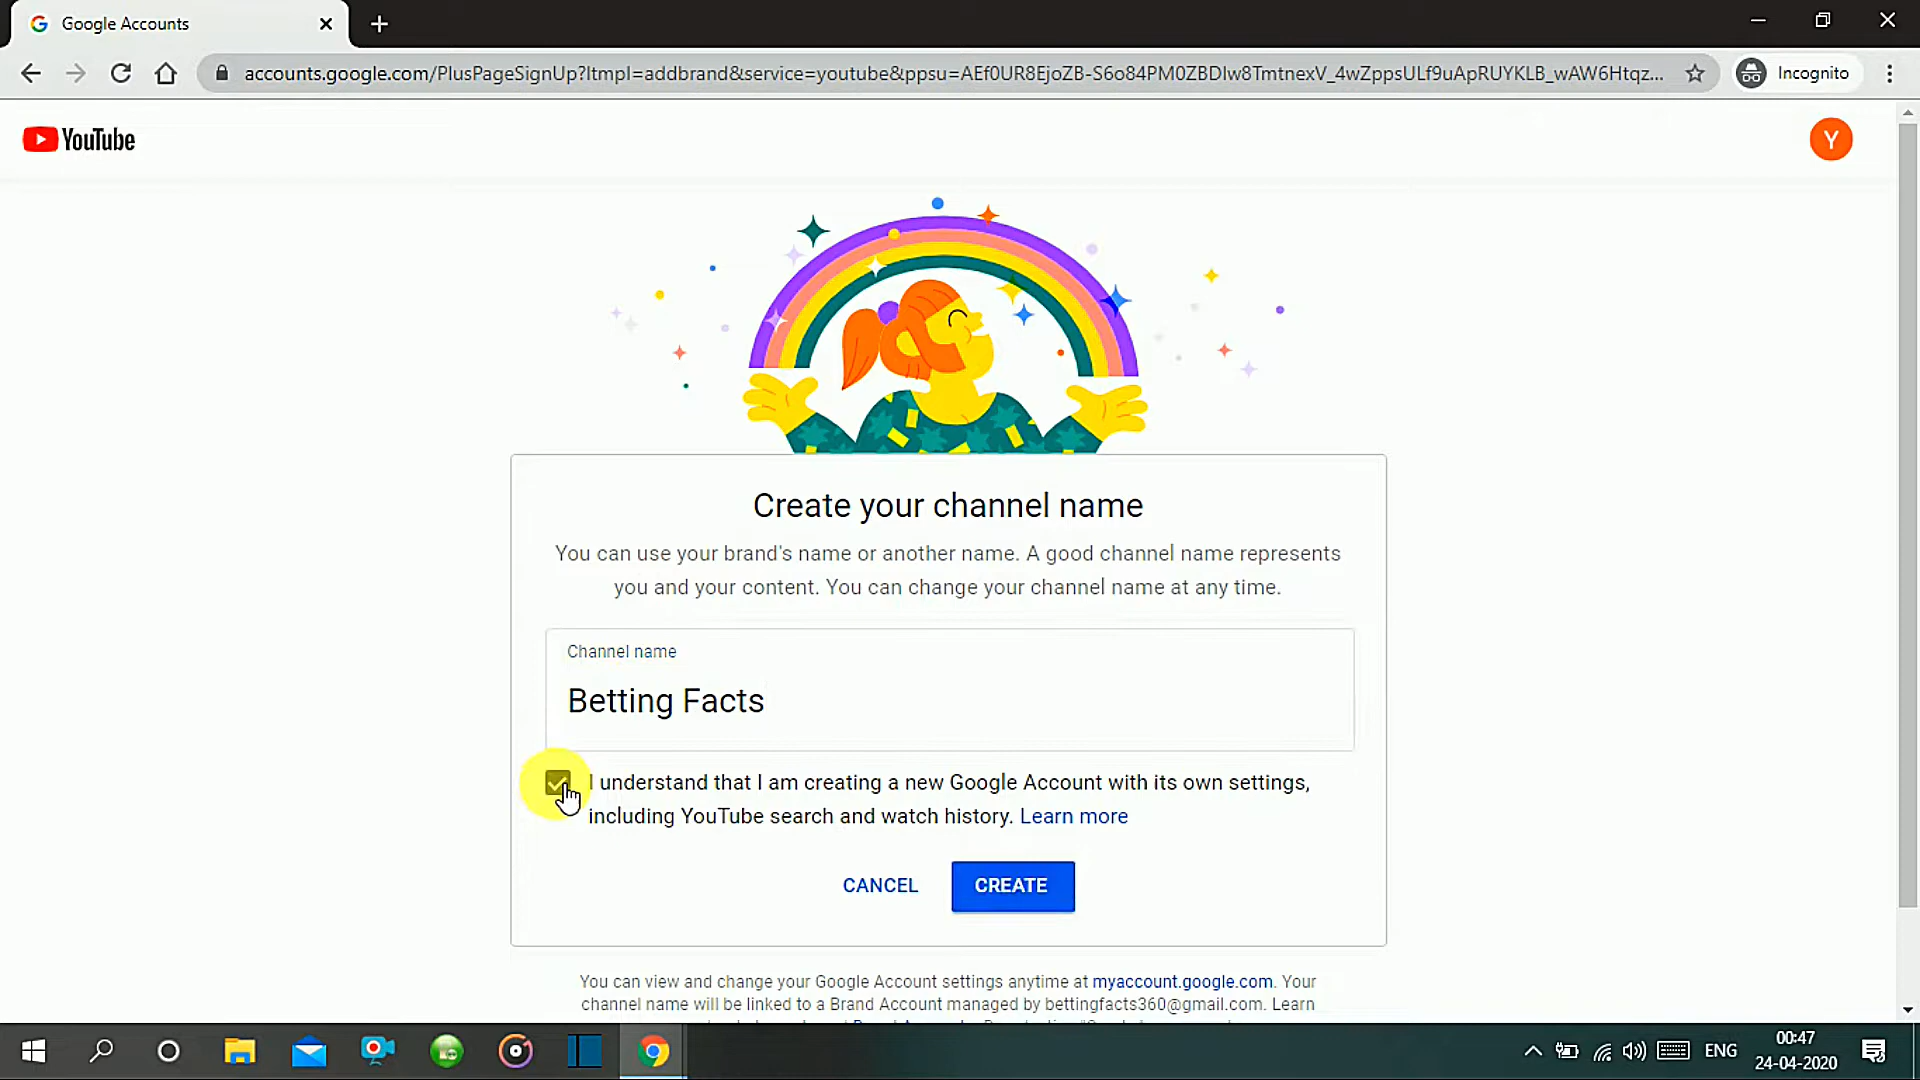 Google Accounts
accounts.google.com/PlusPageSignUp?ltmpl=addbrand&service=youtube&ppsu=AEf0UR8EjoZB-S6o84PM0ZBDlw8TmtnexV_4wZppsULf9uApRUYKLB_wAW6Htqz...
Incognito
YouTube
Y
Create your channel name
You can use your brand's name or another name. A good channel name represents
you and your content. You can change your channel name at any time.
Channel name
Betting Facts
I understand that I am creating a new Google Account with its own settings,
including YouTube search and watch history. Learn more
CANCEL
CREATE
You can view and change your Google Account settings anytime at myaccount.google.com. Your
channel name will be linked to a Brand Account managed by bettingfacts360@gmail.com. Learn
ENG
00:47
24-04-2020